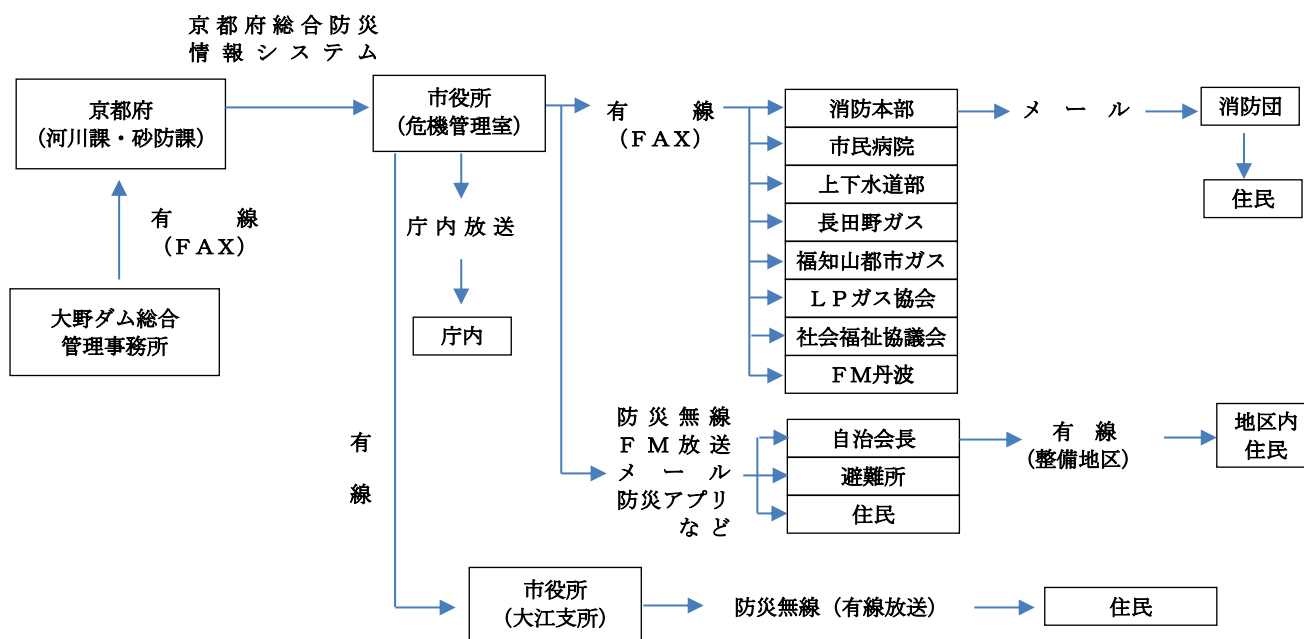 京都府総合防災
情報システム
京都府
(河川課・砂防課)
市役所
(危機管理室)
有線
(ＦＡＸ)
消防本部
市民病院
上下水道部
長田野ガス
福知山都市ガス
ＬＰガス協会
社会福祉協議会
ＦＭ丹波
メール
消防団
住民
有線
(ＦＡＸ)
大野ダム総合
管理事務所
庁内放送
庁内
有
線
防災無線
ＦＭ放送
メール
防災アプリ
など
自治会長
避難所
住民
有線
(整備地区)
地区内
住民
市役所
(大江支所)
防災無線（有線放送）
住民